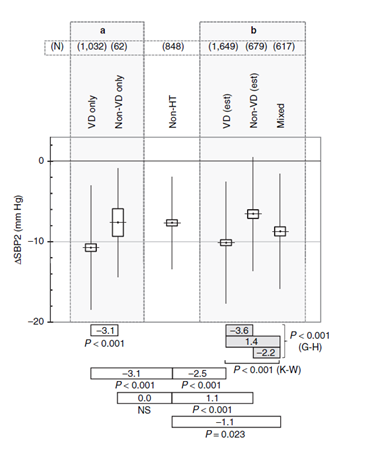 a b
(N) (1,032) (62) (848) (1,649) (679) (617)
VD only
Non-VD only
Non-HT
VD (est)
Non-VD (est)
Mixed
ΔSBP2 (mm Hg)
0
−10
−20
−3.1 −3.6
P < 0.001 1.4 P < 0.001
−2.2 (G-H)
P < 0.001 (K-W)
−3.1 −2.5
P < 0.001 P < 0.001
0.0 1.1
NS P < 0.001
−1.1
P = 0.023